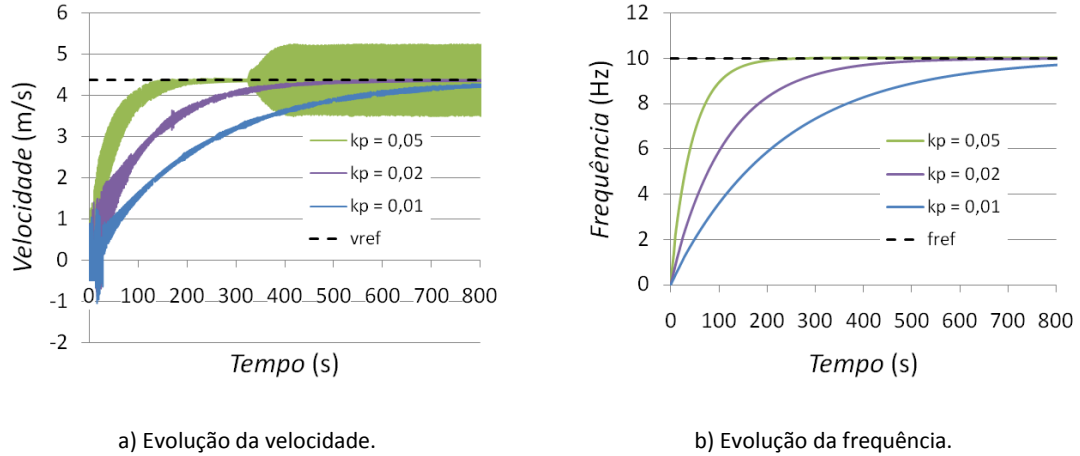 6
5
4
3
2
1
0
-1
-2
Velocidade (m/s)
0 100 200 300 400 500 600 700 800
kp = 0,05
kp = 0,02
kp = 0,01
vref
Tempo (s)
a) Evolução da velocidade.
12
10
8
6
4
2
0
Frequência (Hz)
0 100 200 300 400 500 600 700 800
kp = 0,05
kp = 0,02
kp = 0,01
fref
Tempo (s)
b) Evolução da frequência.